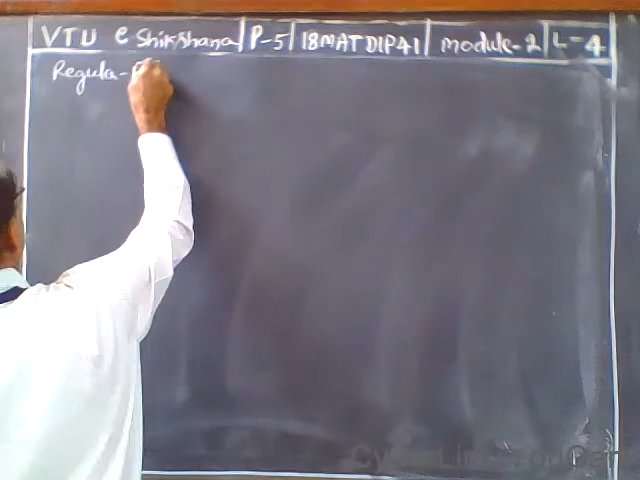 VTU e-Shikshana | P-5 | 18MATDIP41 | Module-2 | L-4
Regula-